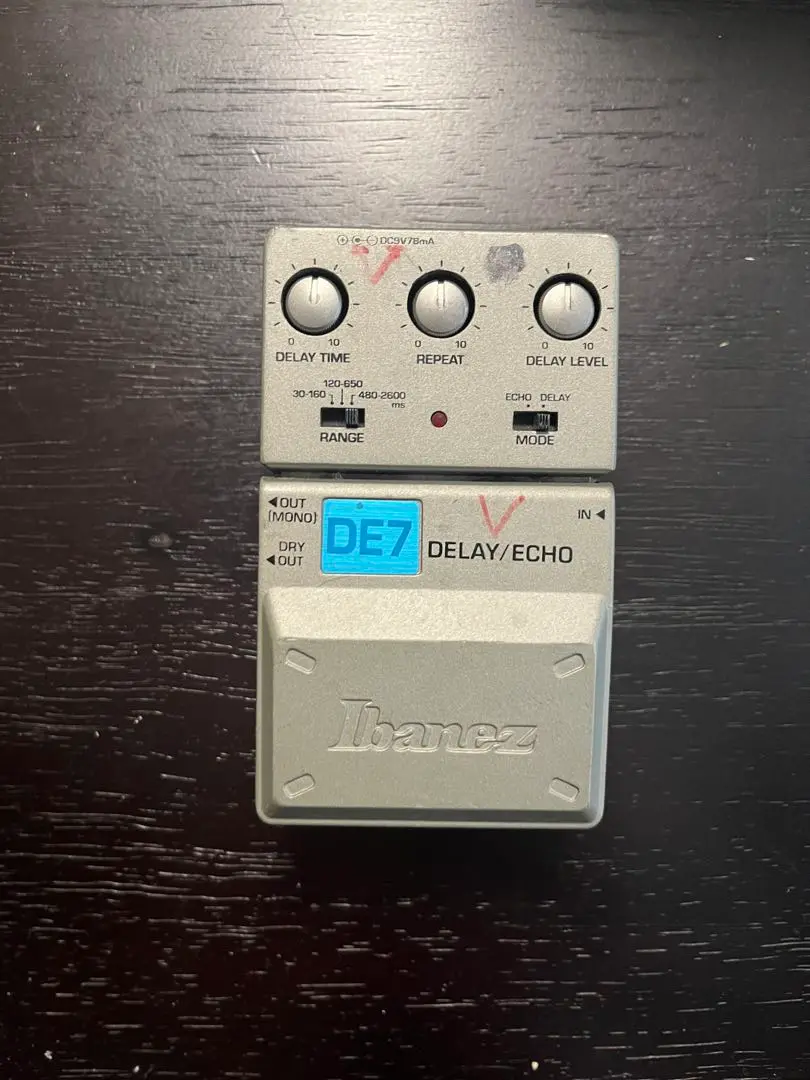 DC9V78mA
0 10 0 10 0 10
DELAY TIME REPEAT DELAY LEVEL
120-650
30-160 480-2600
ms
ECHO DELAY
RANGE MODE
OUT
(MONO)
DRY
OUT
DE7
DELAY/ECHO
IN
Ibanez